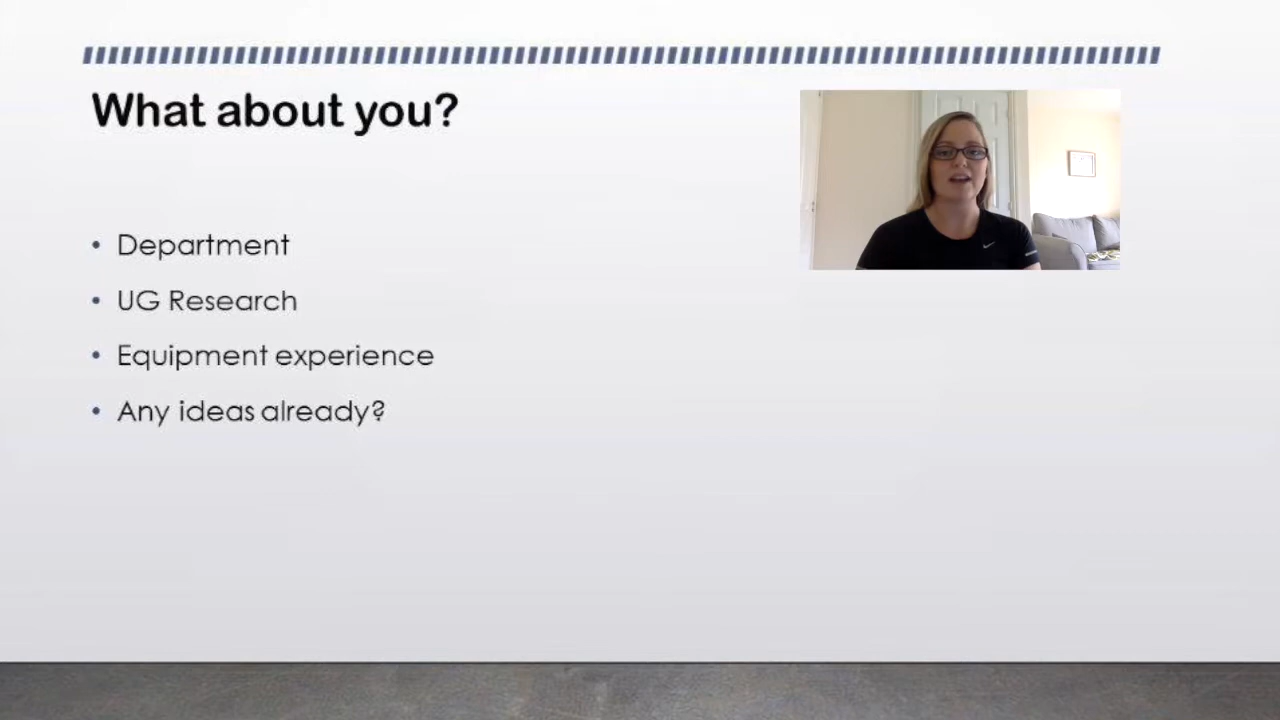 What about you?
• Department
• UG Research
• Equipment experience
• Any ideas already?